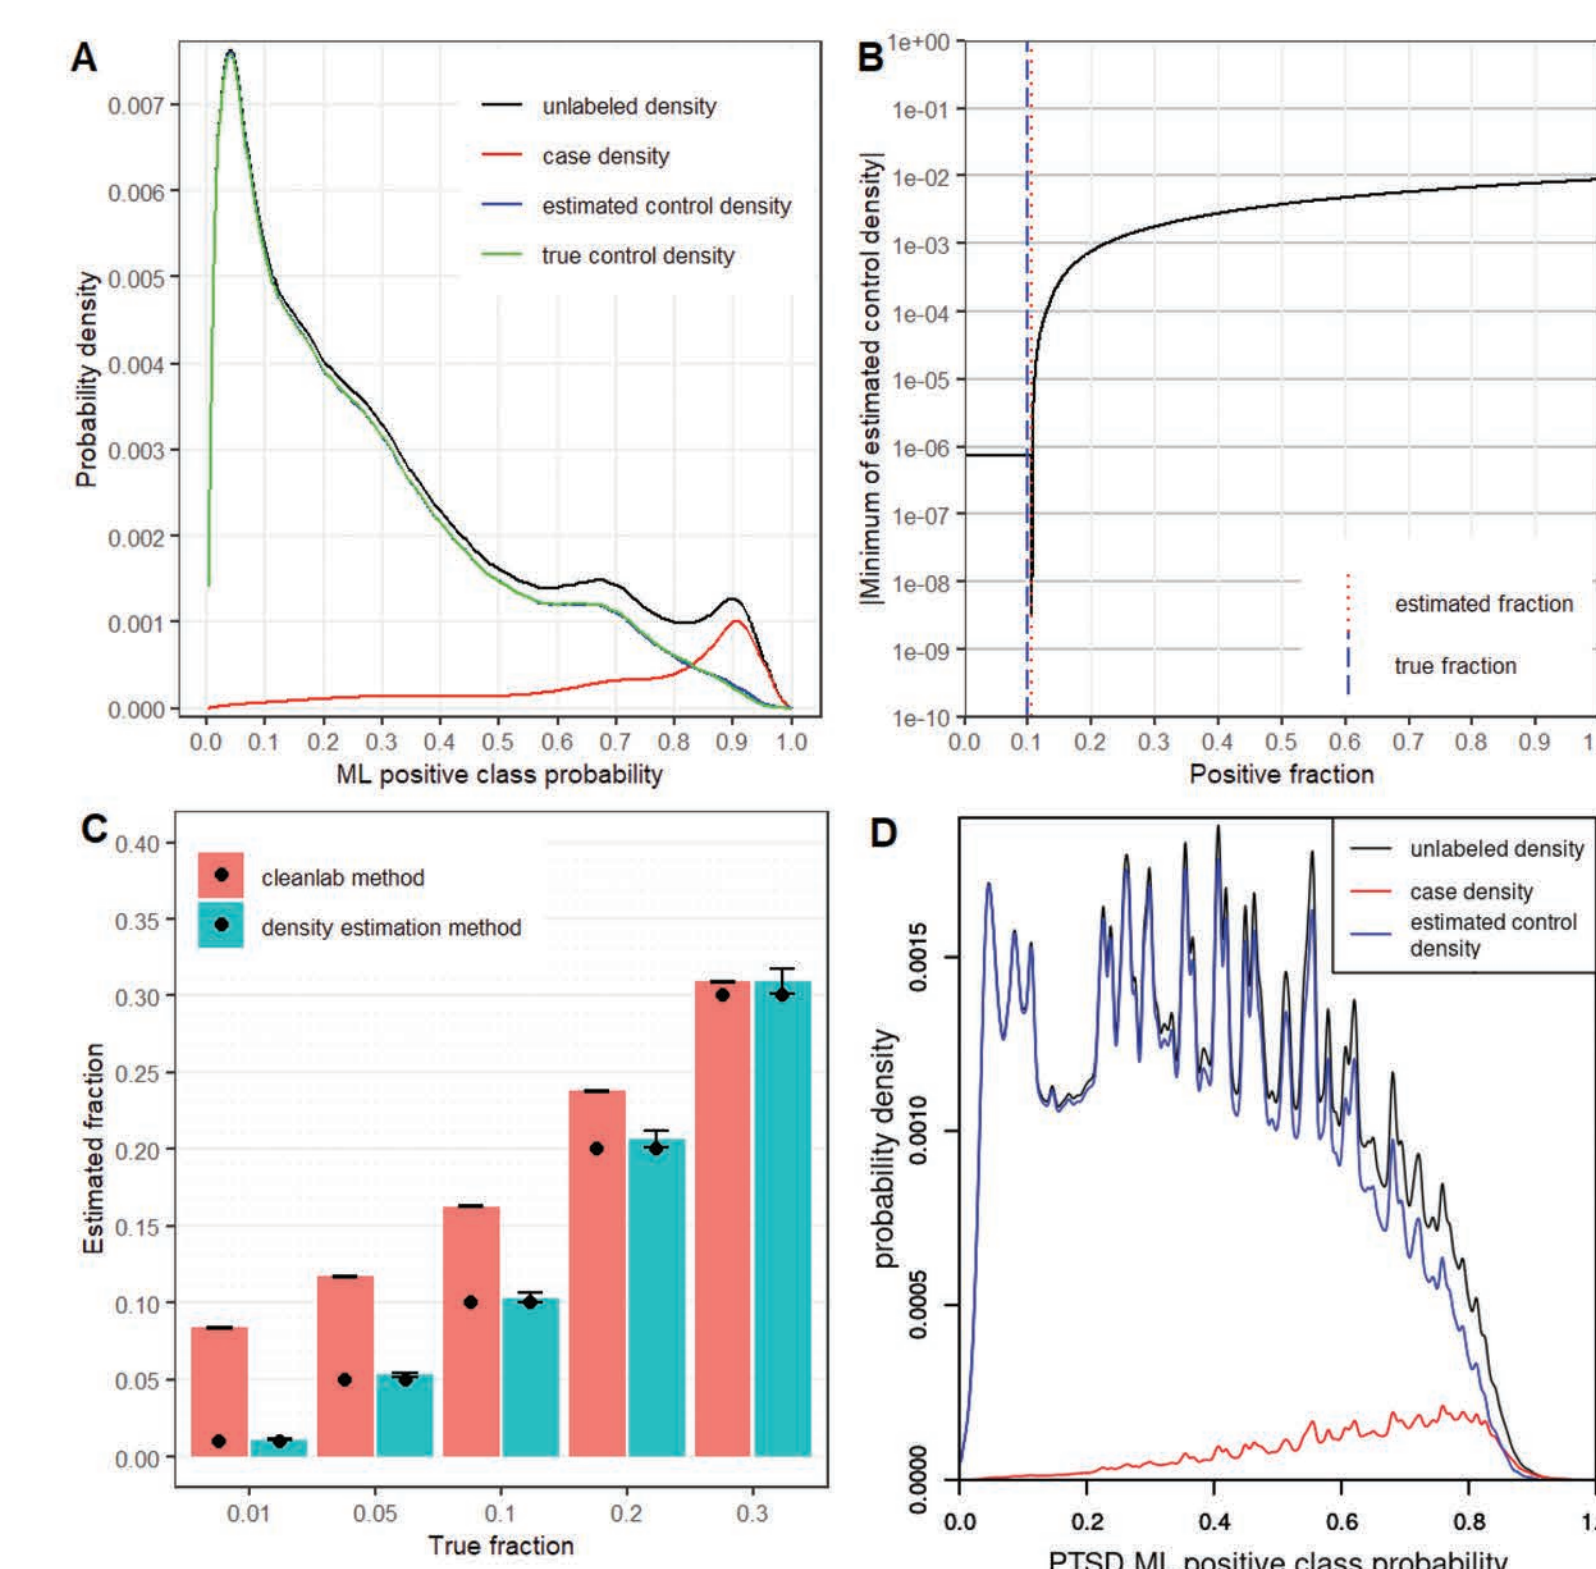 A
Probability density
0.007
0.006
0.005
0.004
0.003
0.002
0.001
0.000
unlabeled density
case density
estimated control density
true control density
0.0 0.1 0.2 0.3 0.4 0.5 0.6 0.7 0.8 0.9 1.0
ML positive class probability
B
|Minimum of estimated control density|
1e+00
1e-01
1e-02
1e-03
1e-04
1e-05
1e-06
1e-07
1e-08
1e-09
1e-10
estimated fraction
true fraction
0.0 0.1 0.2 0.3 0.4 0.5 0.6 0.7 0.8 0.9
Positive fraction
C
Estimated fraction
0.40
0.35
0.30
0.25
0.20
0.15
0.10
0.05
0.00
cleanlab method
density estimation method
0.01 0.05 0.1 0.2 0.3
True fraction
D
probability density
0.0015
0.0010
0.0005
0.0000
unlabeled density
case density
estimated control
density
0.0 0.2 0.4 0.6 0.8
PTSD ML positive class probability